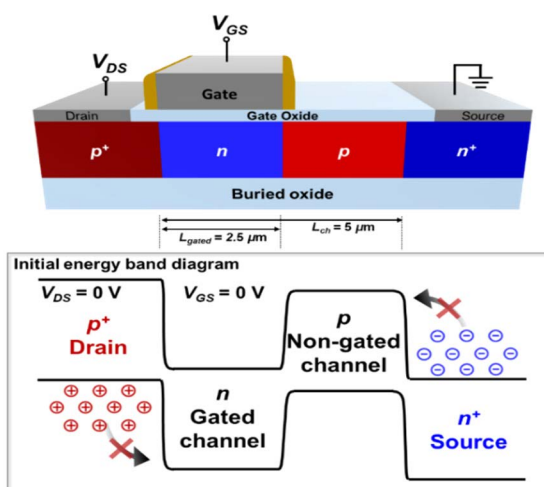 V_GS
V_DS
Gate
Drain
Gate Oxide
Source
p⁺
n
p
n⁺
Buried oxide
L_gated = 2.5 μm
L_ch = 5 μm
Initial energy band diagram
V_DS = 0 V
V_GS = 0 V
p⁺
Drain
p
Non-gated
channel
n
Gated
channel
n⁺
Source